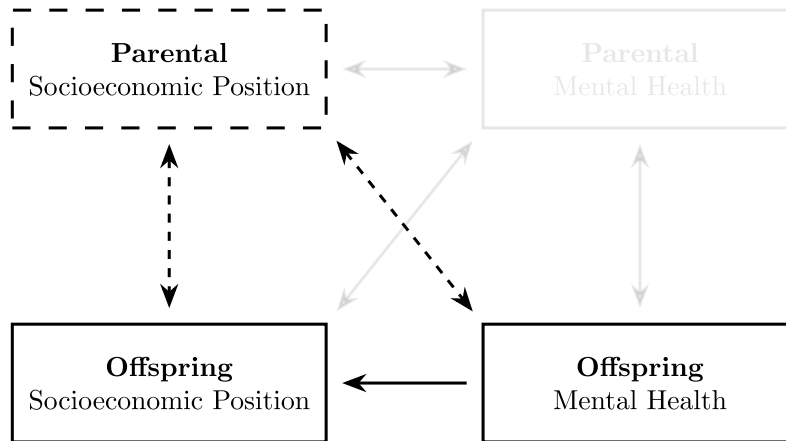 Parental
Socioeconomic Position
Parental
Mental Health
Offspring
Socioeconomic Position
Offspring
Mental Health